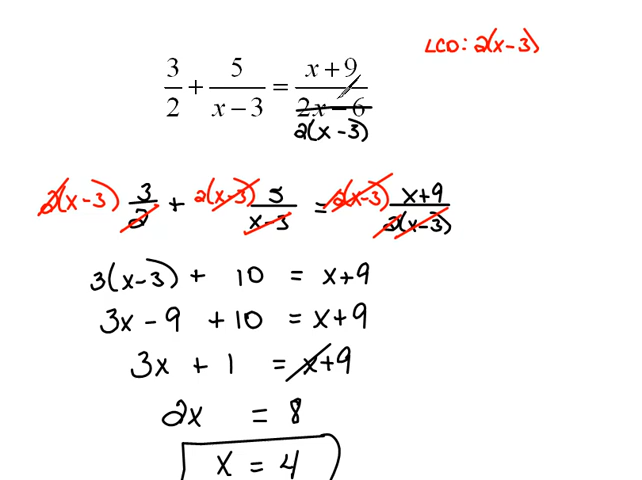 LCD: 2(x-3)
3/2 + 5/(x-3) = (x+9)/(2x-6)
2(x-3)
2(x-3) 3/2 + 2(x-3) 5/(x-3) = 2(x-3) (x+9)/(2(x-3))
3(x-3) + 10 = x+9
3x - 9 + 10 = x+9
3x + 1 = x+9
2x = 8
x = 4